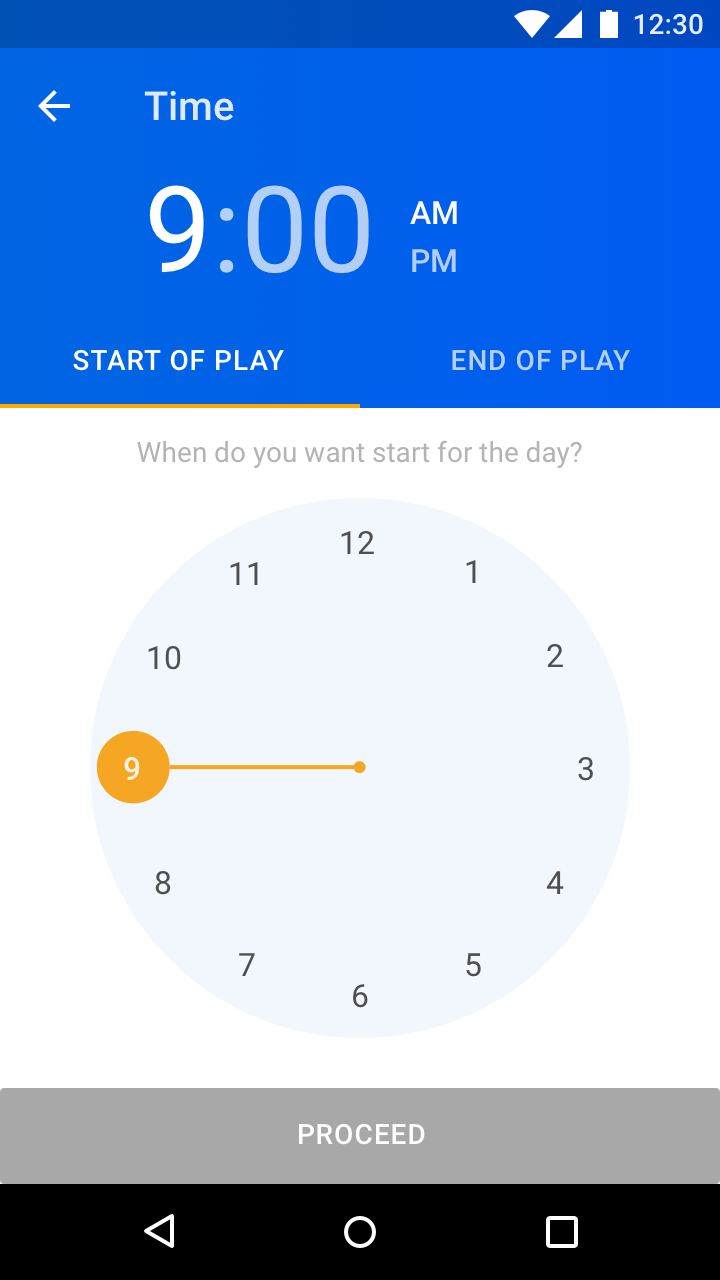 12:30
Time
9:00
AM
PM
START OF PLAY
END OF PLAY
When do you want start for the day?
12
11
1
10
2
9
3
8
4
7
5
6
PROCEED